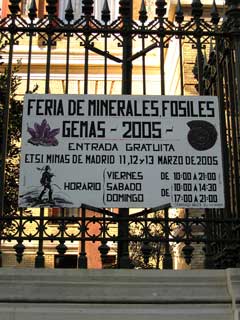 FERIA DE MINERALES, FOSILES
GEMAS - 2005 -
ENTRADA GRATUITA
ETSI MINAS DE MADRID 11, 12 Y 13 MARZO DE 2005
HORARIO
VIERNES DE 10:00 A 21:00
SABADO DE 10:00 A 14:30
DOMINGO 17:00 A 21:00